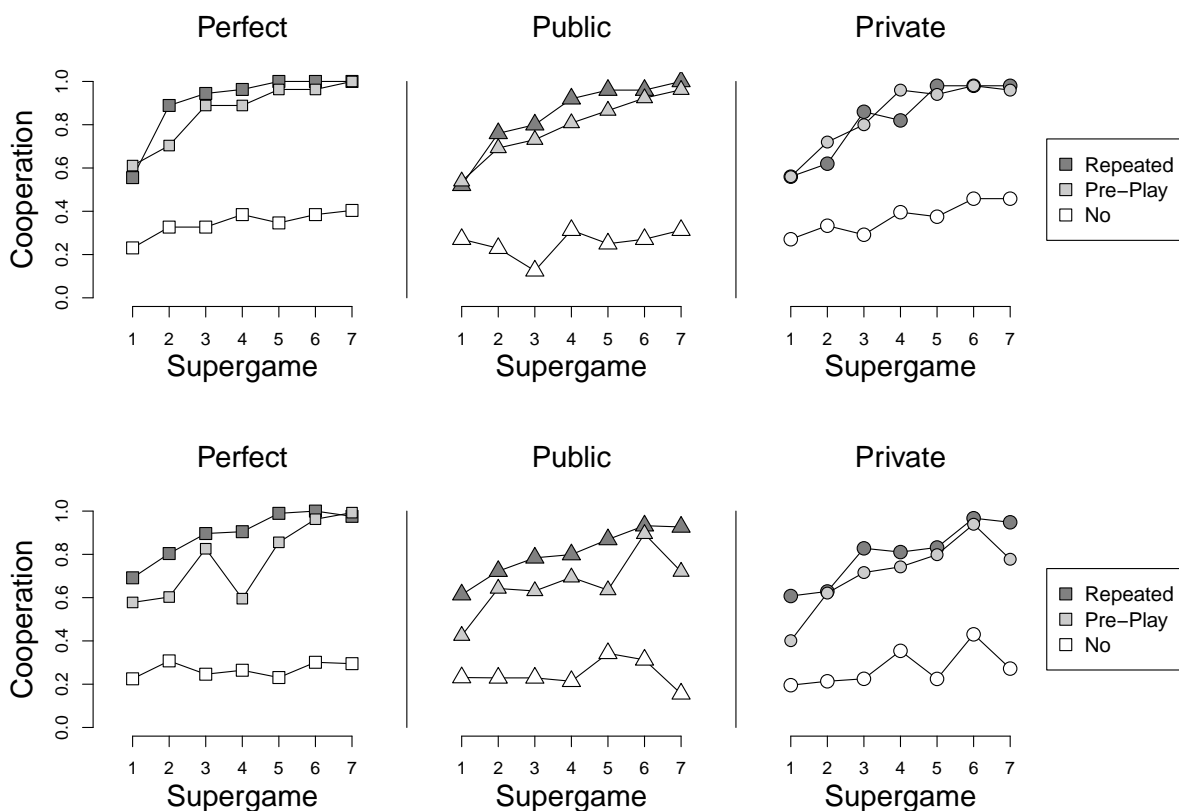 Perfect
Public
Private
Cooperation
0.0 0.2 0.4 0.6 0.8 1.0
1 2 3 4 5 6 7
Supergame
1 2 3 4 5 6 7
Supergame
1 2 3 4 5 6 7
Supergame
Repeated
Pre−Play
No
Perfect
Public
Private
Cooperation
0.0 0.2 0.4 0.6 0.8 1.0
1 2 3 4 5 6 7
Supergame
1 2 3 4 5 6 7
Supergame
1 2 3 4 5 6 7
Supergame
Repeated
Pre−Play
No